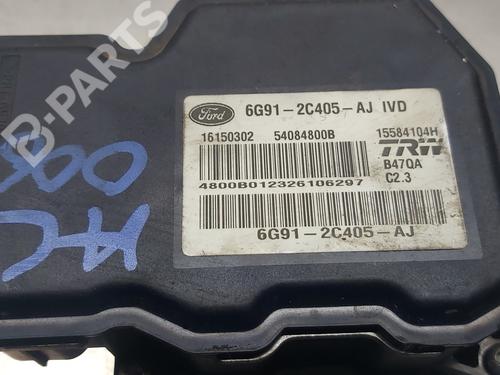 Ford 6G91-2C405-AJ IVD
16150302 54084800B 15584104H
TRW
B47QA
4800B012326106297 C2.3
6G91-2C405-AJ
B-PARTS